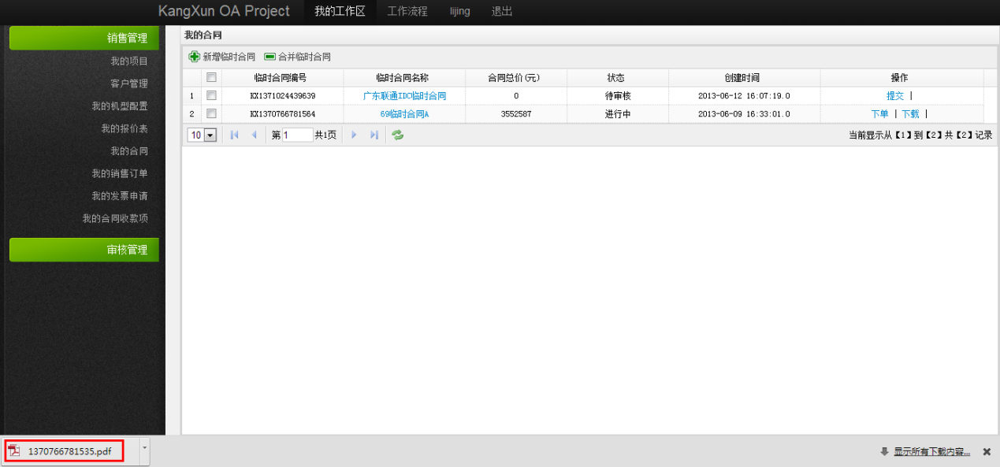 KangXun OA Project 我的工作区 工作流程 lijing 退出
销售管理
我的项目
客户管理
我的机型配置
我的报价表
我的合同
我的销售订单
我的发票申请
我的合同收款项
审核管理
我的合同
新增临时合同 合并临时合同
临时合同编号 临时合同名称 合同总价(元) 状态 创建时间 操作
1 KX1371024439639 广东联通IDC临时合同 0 待审核 2013-06-12 16:07:19.0 提交 |
2 KX1370766781564 69临时合同A 3552587 进行中 2013-06-09 16:33:01.0 下单 | 下载 |
10 第 1 共1页 当前显示从【1】到【2】共【2】记录
1370766781535.pdf 显示所有下载内容...